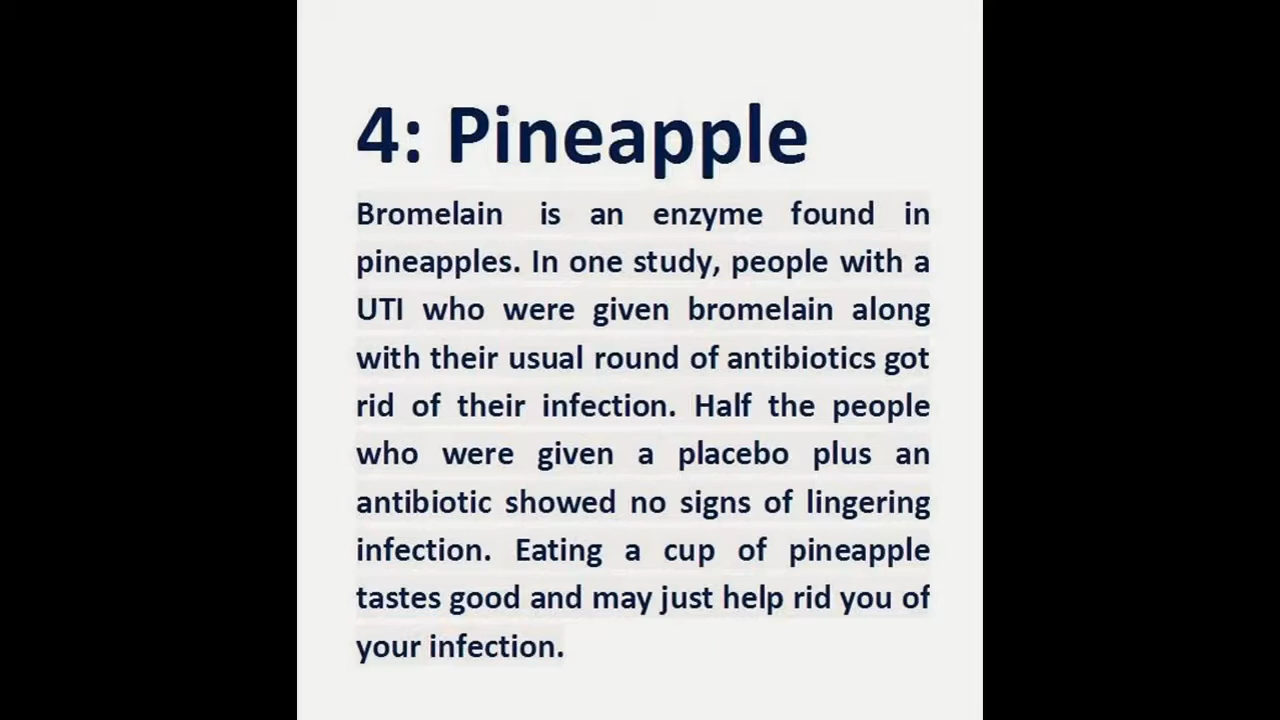 4: Pineapple
Bromelain is an enzyme found in
pineapples. In one study, people with a
UTI who were given bromelain along
with their usual round of antibiotics got
rid of their infection. Half the people
who were given a placebo plus an
antibiotic showed no signs of lingering
infection. Eating a cup of pineapple
tastes good and may just help rid you of
your infection.